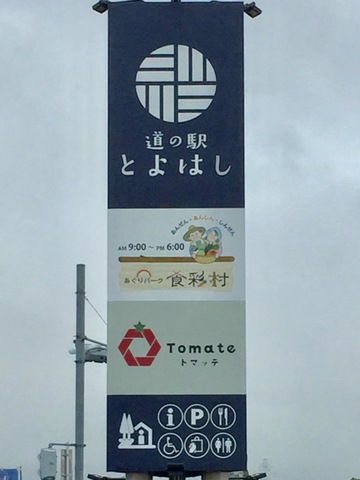 道の駅
とよはし
あんぜん・あんしん・しんせん
AM 9:00～PM 6:00
あぐりパーク 食彩村
Tomate
トマッテ
i P